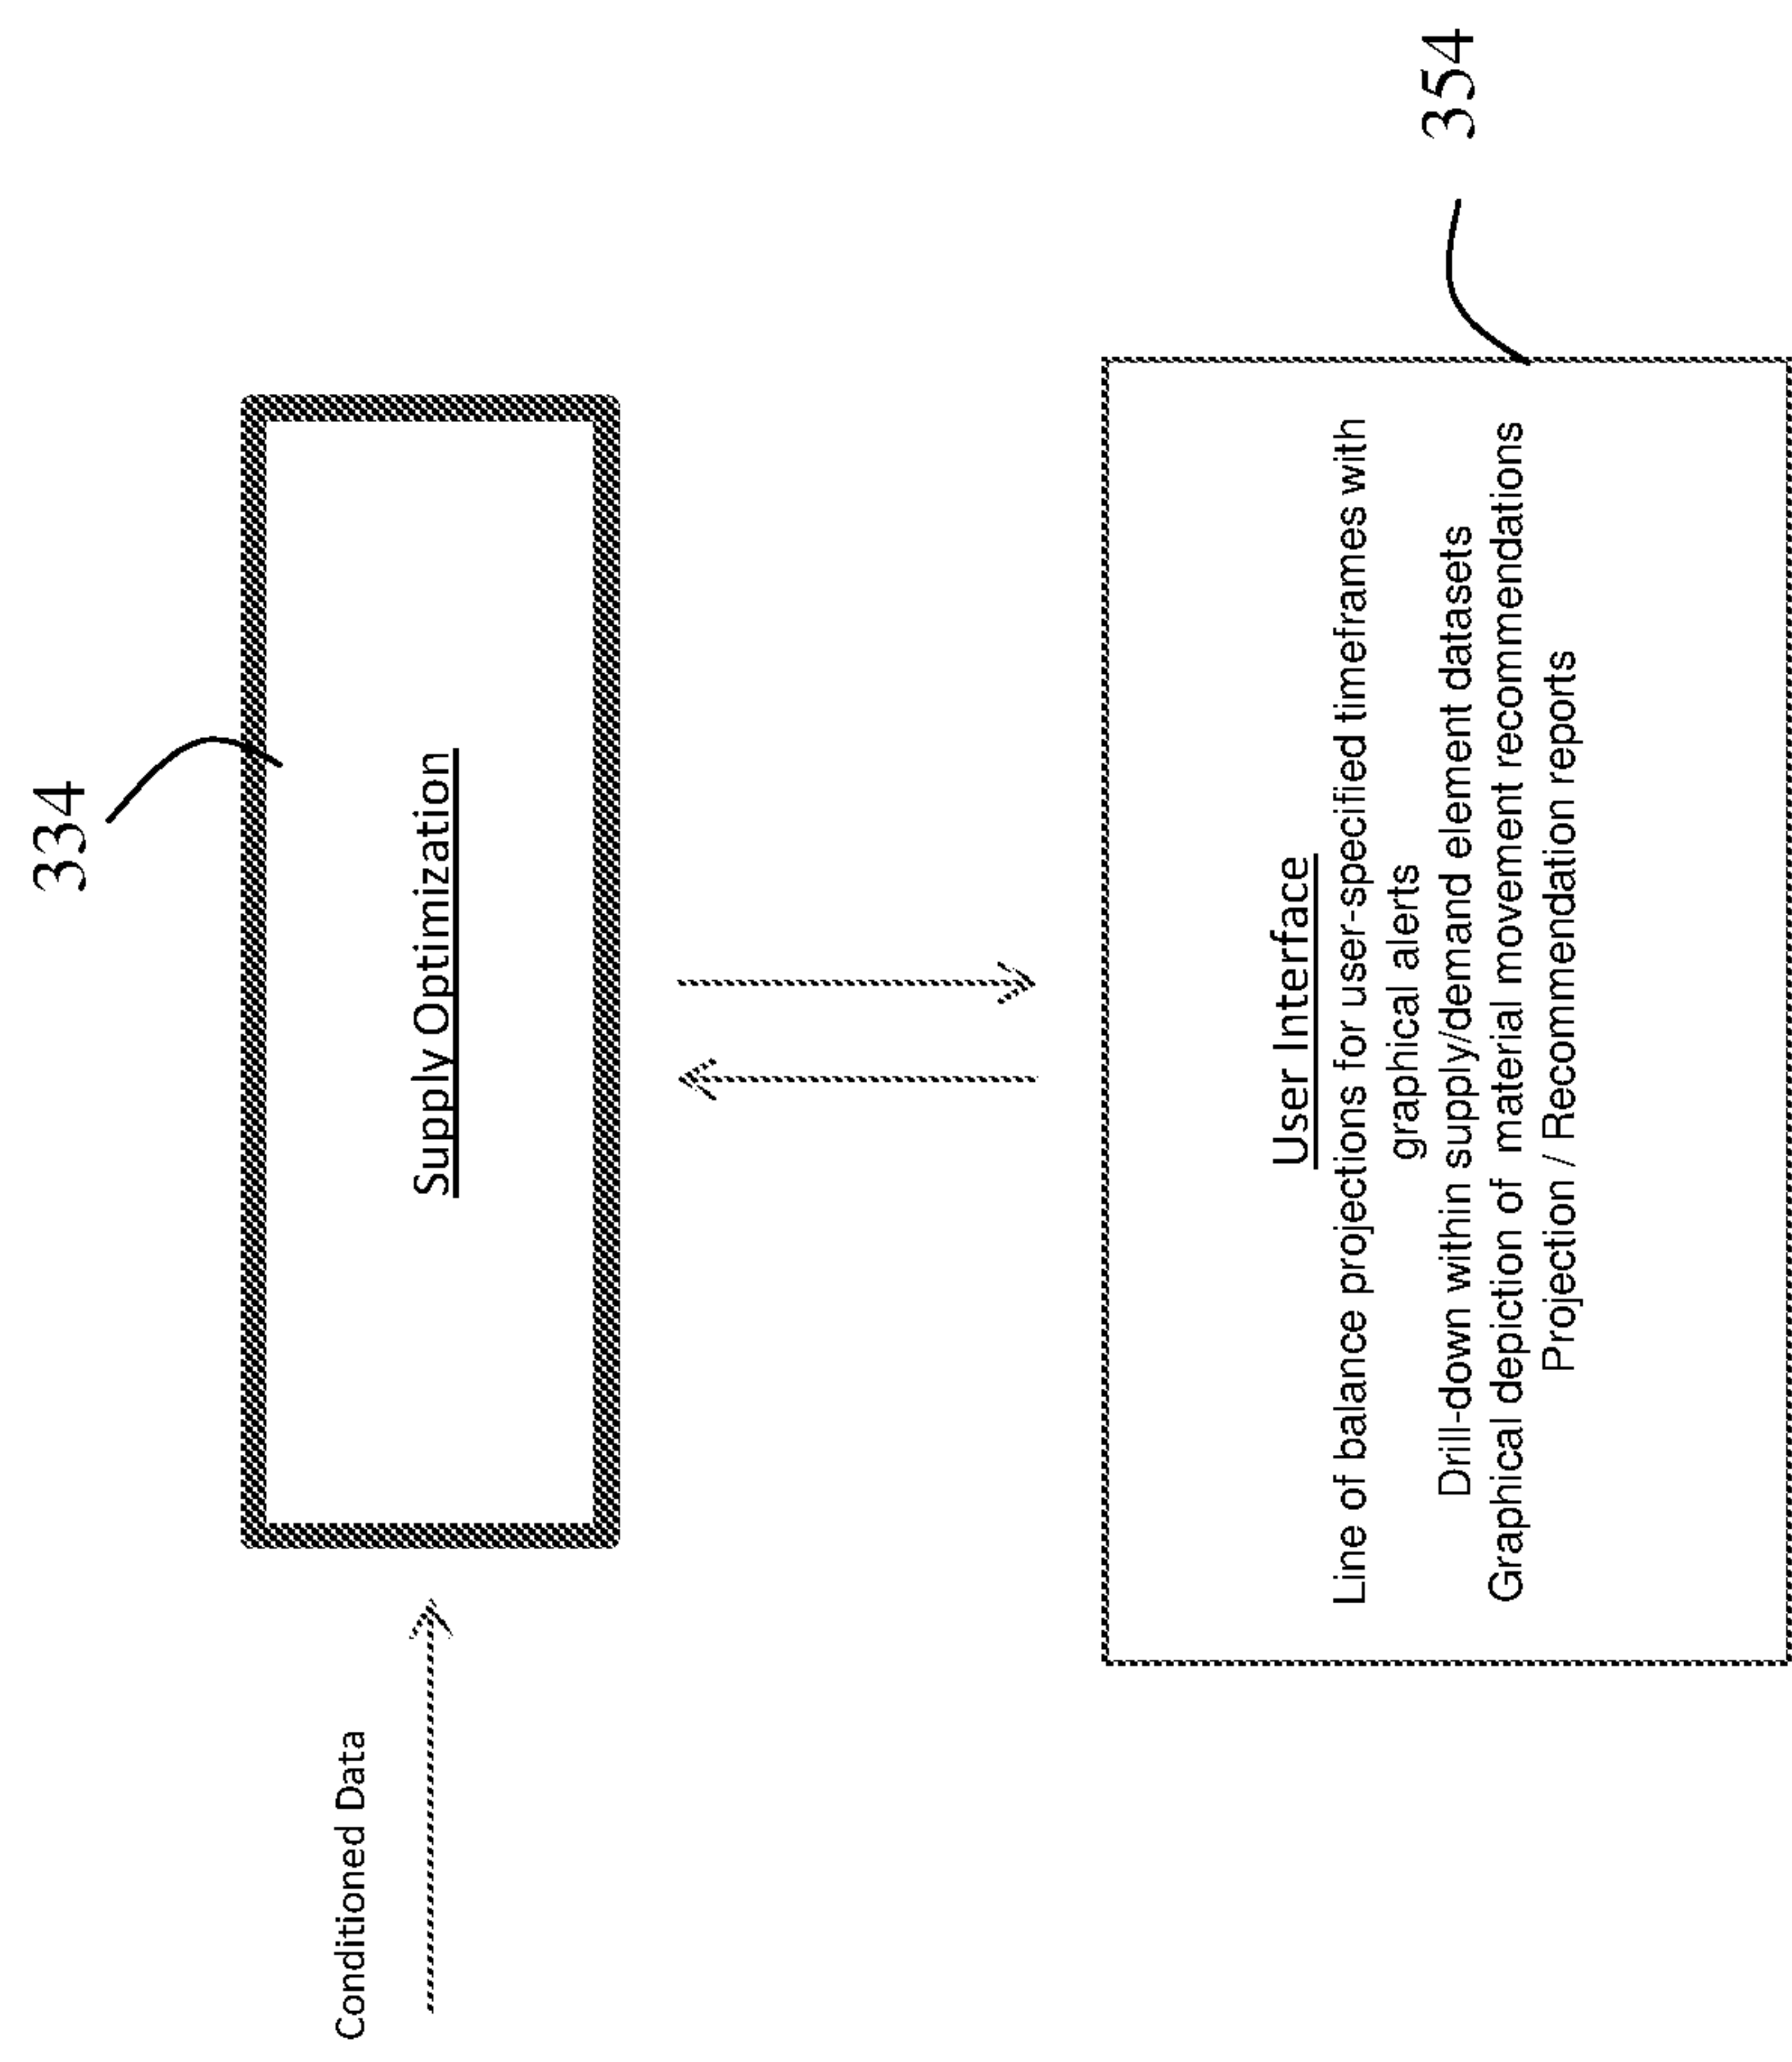 334
Conditioned Data
Supply Optimization
354
User Interface
Line of balance projections for user-specified timeframes with
graphical alerts
Drill-down within supply/demand element datasets
Graphical depiction of material movement recommendations
Projection / Recommendation reports